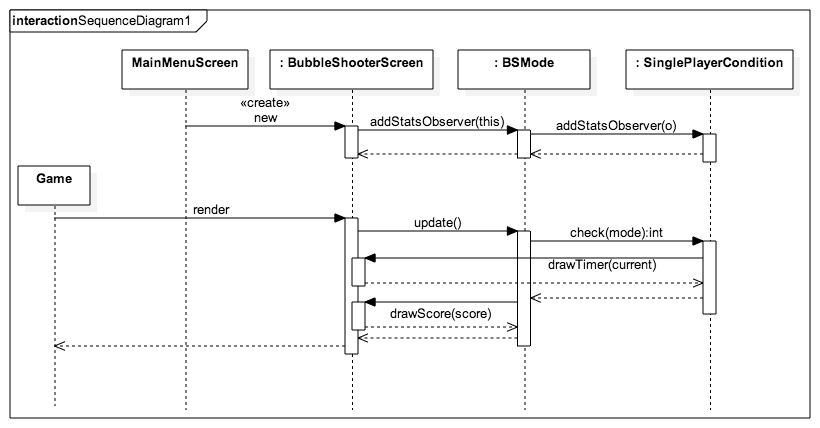 interactionSequenceDiagram1
MainMenuScreen
: BubbleShooterScreen
: BSMode
: SinglePlayerCondition
«create»
new
addStatsObserver(this)
addStatsObserver(o)
Game
render
update()
check(mode):int
drawTimer(current)
drawScore(score)